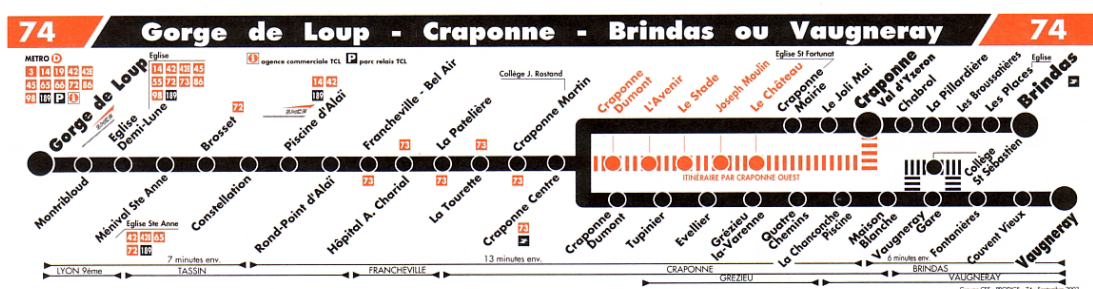 74
Gorge de Loup - Craponne - Brindas ou Vaugneray
74
METRO D
3 14 19 42 42E
45 65 66 72 86
98 189 P
Eglise
14 42 42E 45
55 72 73 86
98 189
agence commerciale TCL
P parc relais TCL
14 42
189
Collège J. Rostand
Eglise St Fortunat
Eglise
Gorge de Loup
Montribloud
Eglise
Demi-Lune
Ménival Ste Anne
Brosset
72
Constellation
Piscine d'Alaï
Rond-Point d'Alaï
Francheville - Bel Air
73
Hôpital A. Charial
73
La Patelière
73
La Tourette
73
Craponne Martin
73
Craponne Centre
73
Eglise Ste Anne
42 42E 65
72 189
Craponne
Dumont
L'Avenir
Le Stade
Joseph Moulin
Le Château
ITINÉRAIRE PAR CRAPONNE OUEST
Craponne
Mairie
Le Joli Mai
Craponne
Val d'Yzeron
Chabrol
La Pillardière
Les Broussatières
Les Places
Brindas
Collège
St Sébastien
Craponne
Dumont
Tupinier
Evellier
Grézieu
la-Varenne
Quatre
Chemins
La Chanconche
Piscine
Maison
Blanche
Vaugneray
Gare
Fontanières
Couvent Vieux
Vaugneray
7 minutes env.
13 minutes env.
6 minutes env.
LYON 9ème
TASSIN
FRANCHEVILLE
CRAPONNE
BRINDAS
GREZIEU
VAUGNERAY